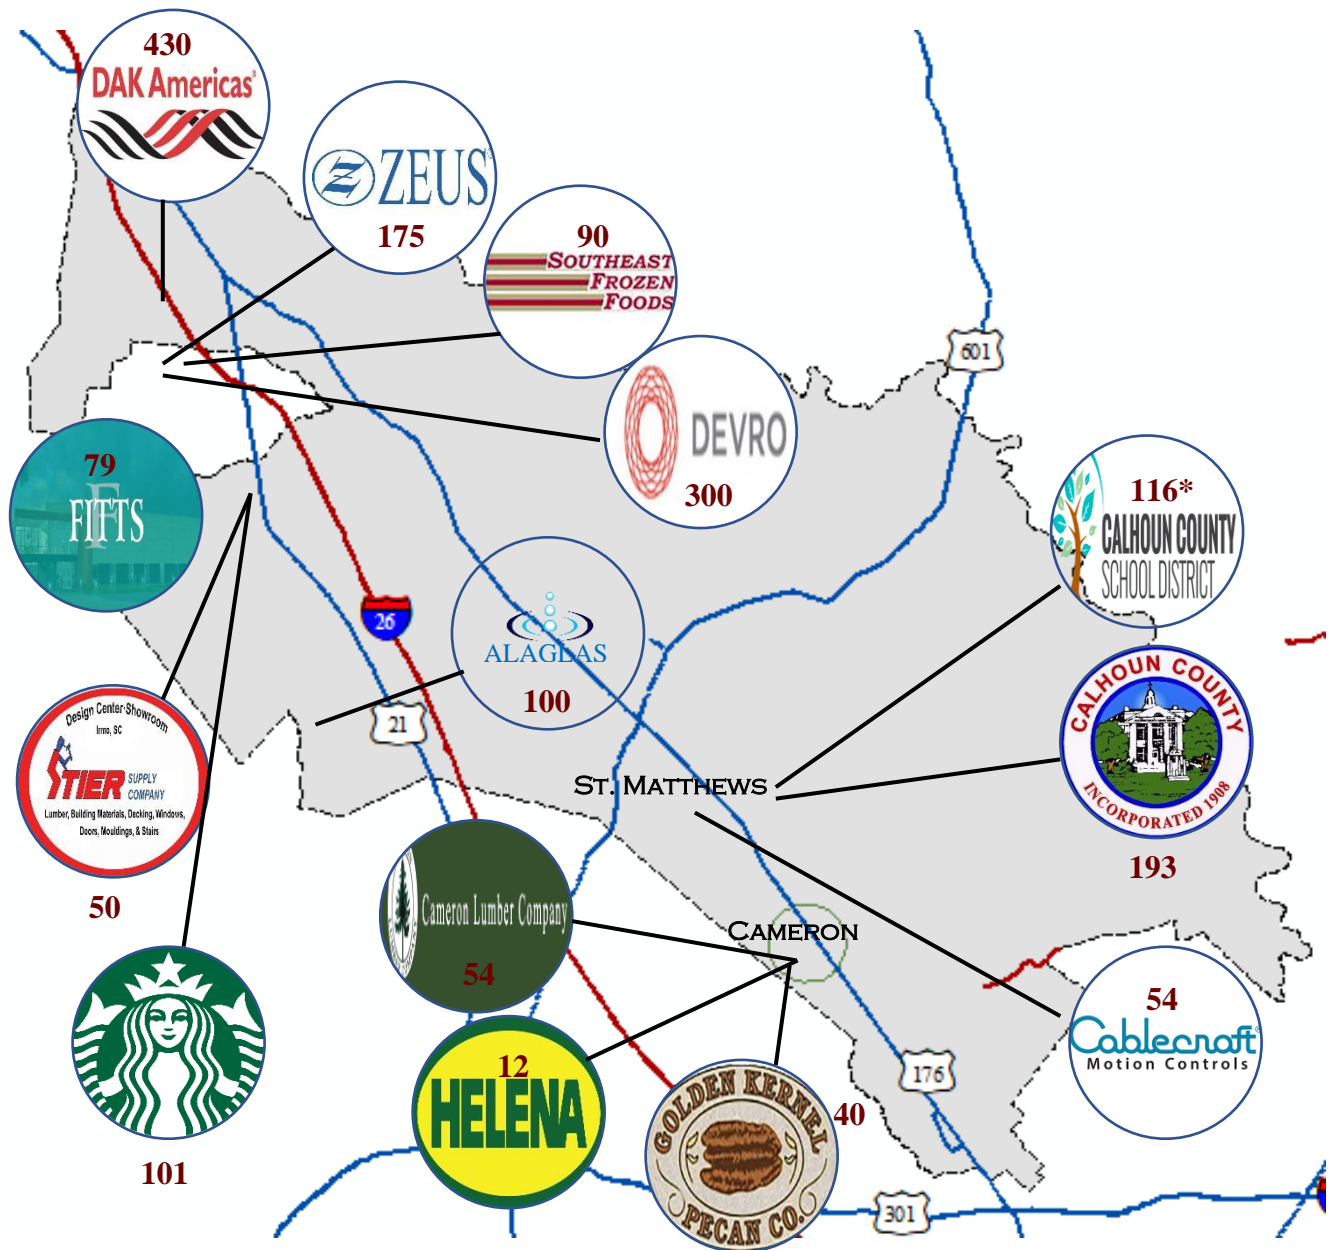 430
DAK Americas
ZEUS
175
90
SOUTHEAST
FROZEN
FOODS
601
DEVRO
300
79
F
FITTS
116*
CALHOUN COUNTY
SCHOOL DISTRICT
26
ALAGLAS
100
21
CALHOUN COUNTY
INCORPORATED 1908
193
Design Center Showroom
Irmo, SC
STIER SUPPLY
COMPANY
Lumber, Building Materials, Decking, Windows,
Doors, Mouldings, & Stairs
50
ST. MATTHEWS
Cameron Lumber Company
54
CAMERON
54
Cablecraft
Motion Controls
12
HELENA
176
GOLDEN KERNEL
PECAN CO.
40
101
301